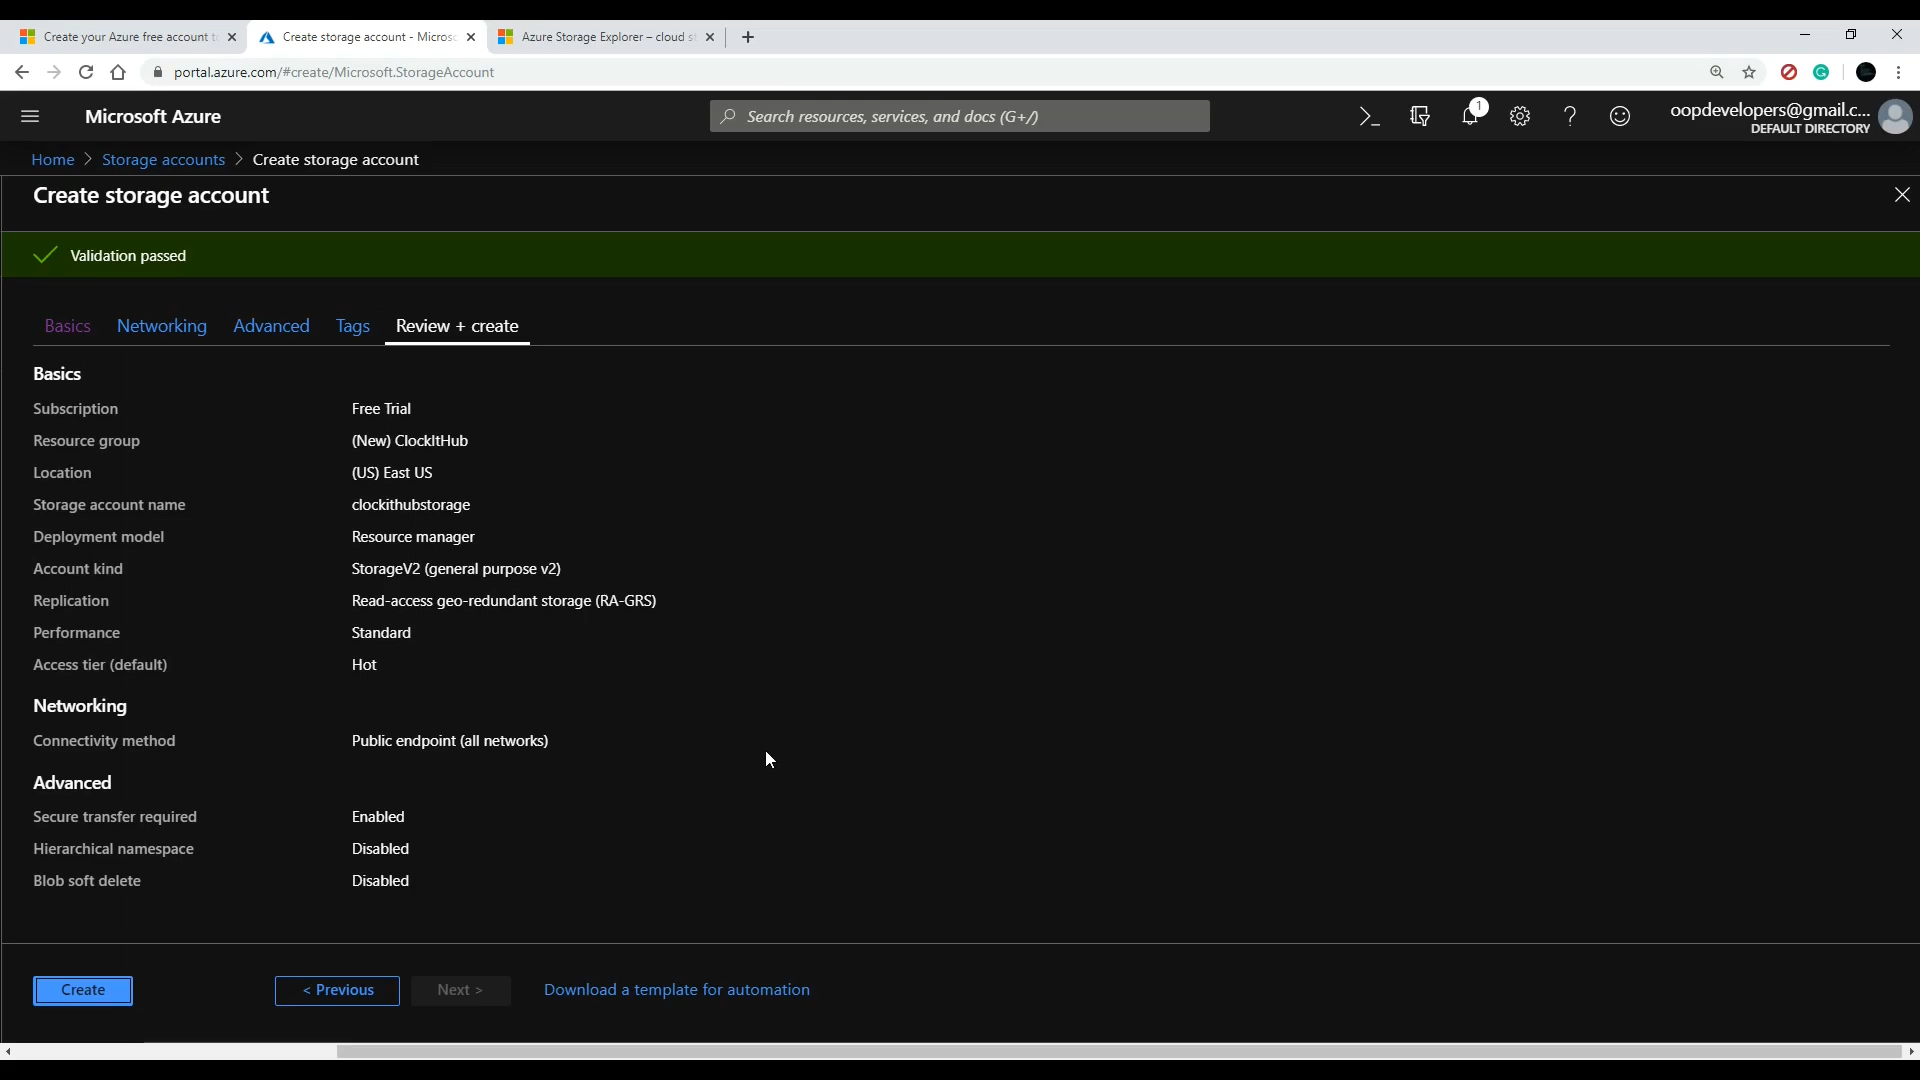 Create your Azure free account t
Create storage account - Micros
Azure Storage Explorer – cloud s
portal.azure.com/#create/Microsoft.StorageAccount
Microsoft Azure
Search resources, services, and docs (G+/)
1
oopdevelopers@gmail.c...
DEFAULT DIRECTORY
Home > Storage accounts > Create storage account
Create storage account
Validation passed
Basics Networking Advanced Tags Review + create
Basics
Subscription Free Trial
Resource group (New) ClockItHub
Location (US) East US
Storage account name clockithubstorage
Deployment model Resource manager
Account kind StorageV2 (general purpose v2)
Replication Read-access geo-redundant storage (RA-GRS)
Performance Standard
Access tier (default) Hot
Networking
Connectivity method Public endpoint (all networks)
Advanced
Secure transfer required Enabled
Hierarchical namespace Disabled
Blob soft delete Disabled
Create < Previous Next > Download a template for automation